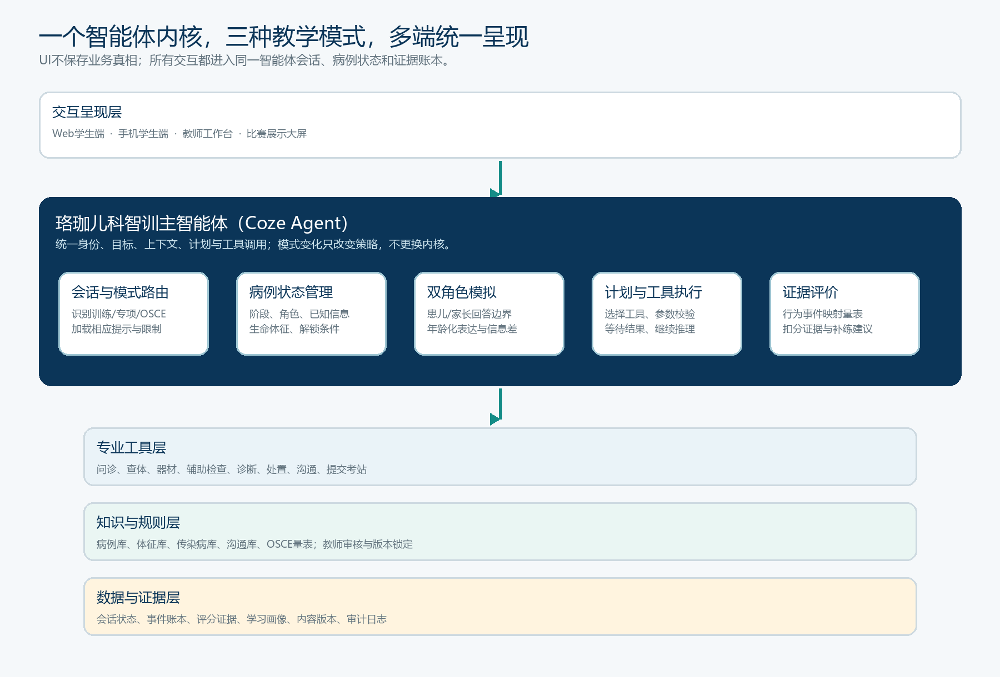 一个智能体内核，三种教学模式，多端统一呈现
UI不保存业务真相；所有交互都进入同一智能体会话、病例状态和证据账本。
交互呈现层
Web学生端 · 手机学生端 · 教师工作台 · 比赛展示大屏
珞珈儿科智训主智能体（Coze Agent）
统一身份、目标、上下文、计划与工具调用；模式变化只改变策略，不更换内核。
会话与模式路由
识别训练/专项/OSCE
加载相应提示与限制
病例状态管理
阶段、角色、已知信息
生命体征、解锁条件
双角色模拟
患儿/家长回答边界
年龄化表达与信息差
计划与工具执行
选择工具、参数校验
等待结果、继续推理
证据评价
行为事件映射量表
扣分证据与补练建议
专业工具层
问诊、查体、器材、辅助检查、诊断、处置、沟通、提交考站
知识与规则层
病例库、体征库、传染病库、沟通库、OSCE量表；教师审核与版本锁定
数据与证据层
会话状态、事件账本、评分证据、学习画像、内容版本、审计日志